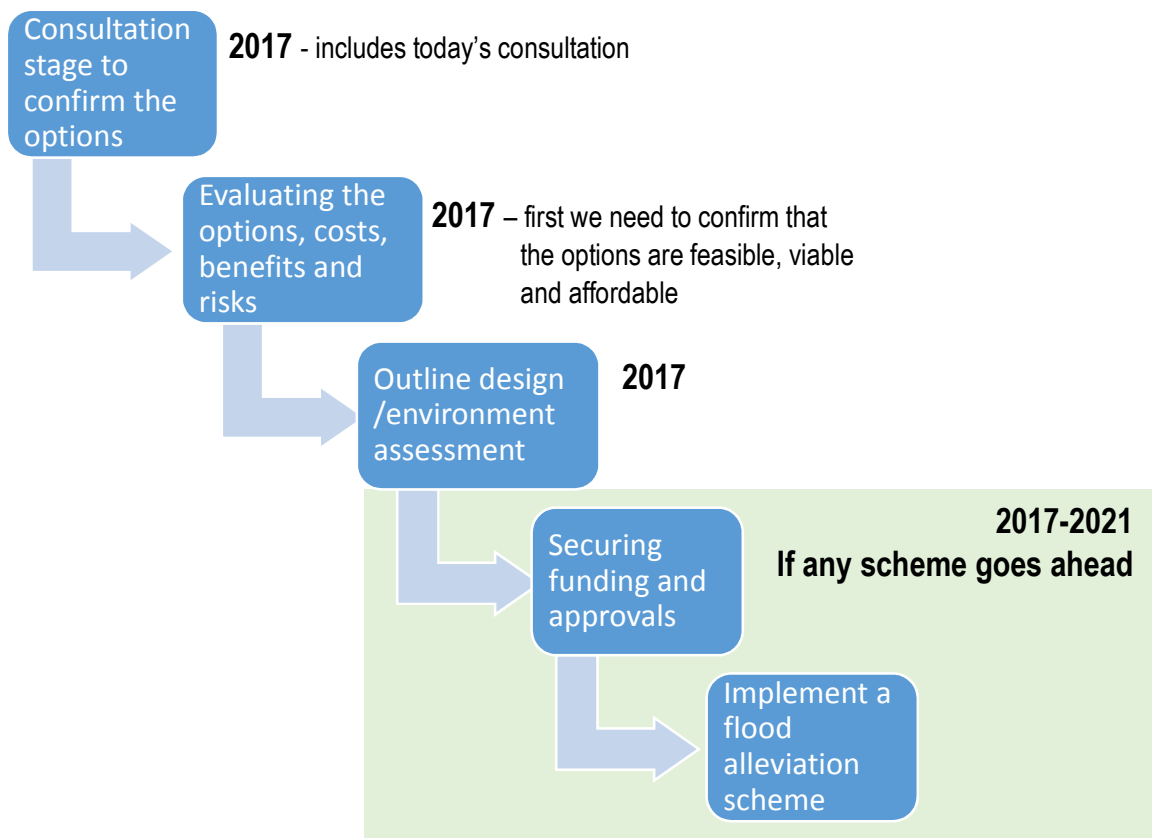 Consultation
stage to
confirm the
options
2017 - includes today's consultation
Evaluating the
options, costs,
benefits and
risks
2017 – first we need to confirm that
the options are feasible, viable
and affordable
Outline design
/environment
assessment
2017
2017-2021
If any scheme goes ahead
Securing
funding and
approvals
Implement a
flood
alleviation
scheme